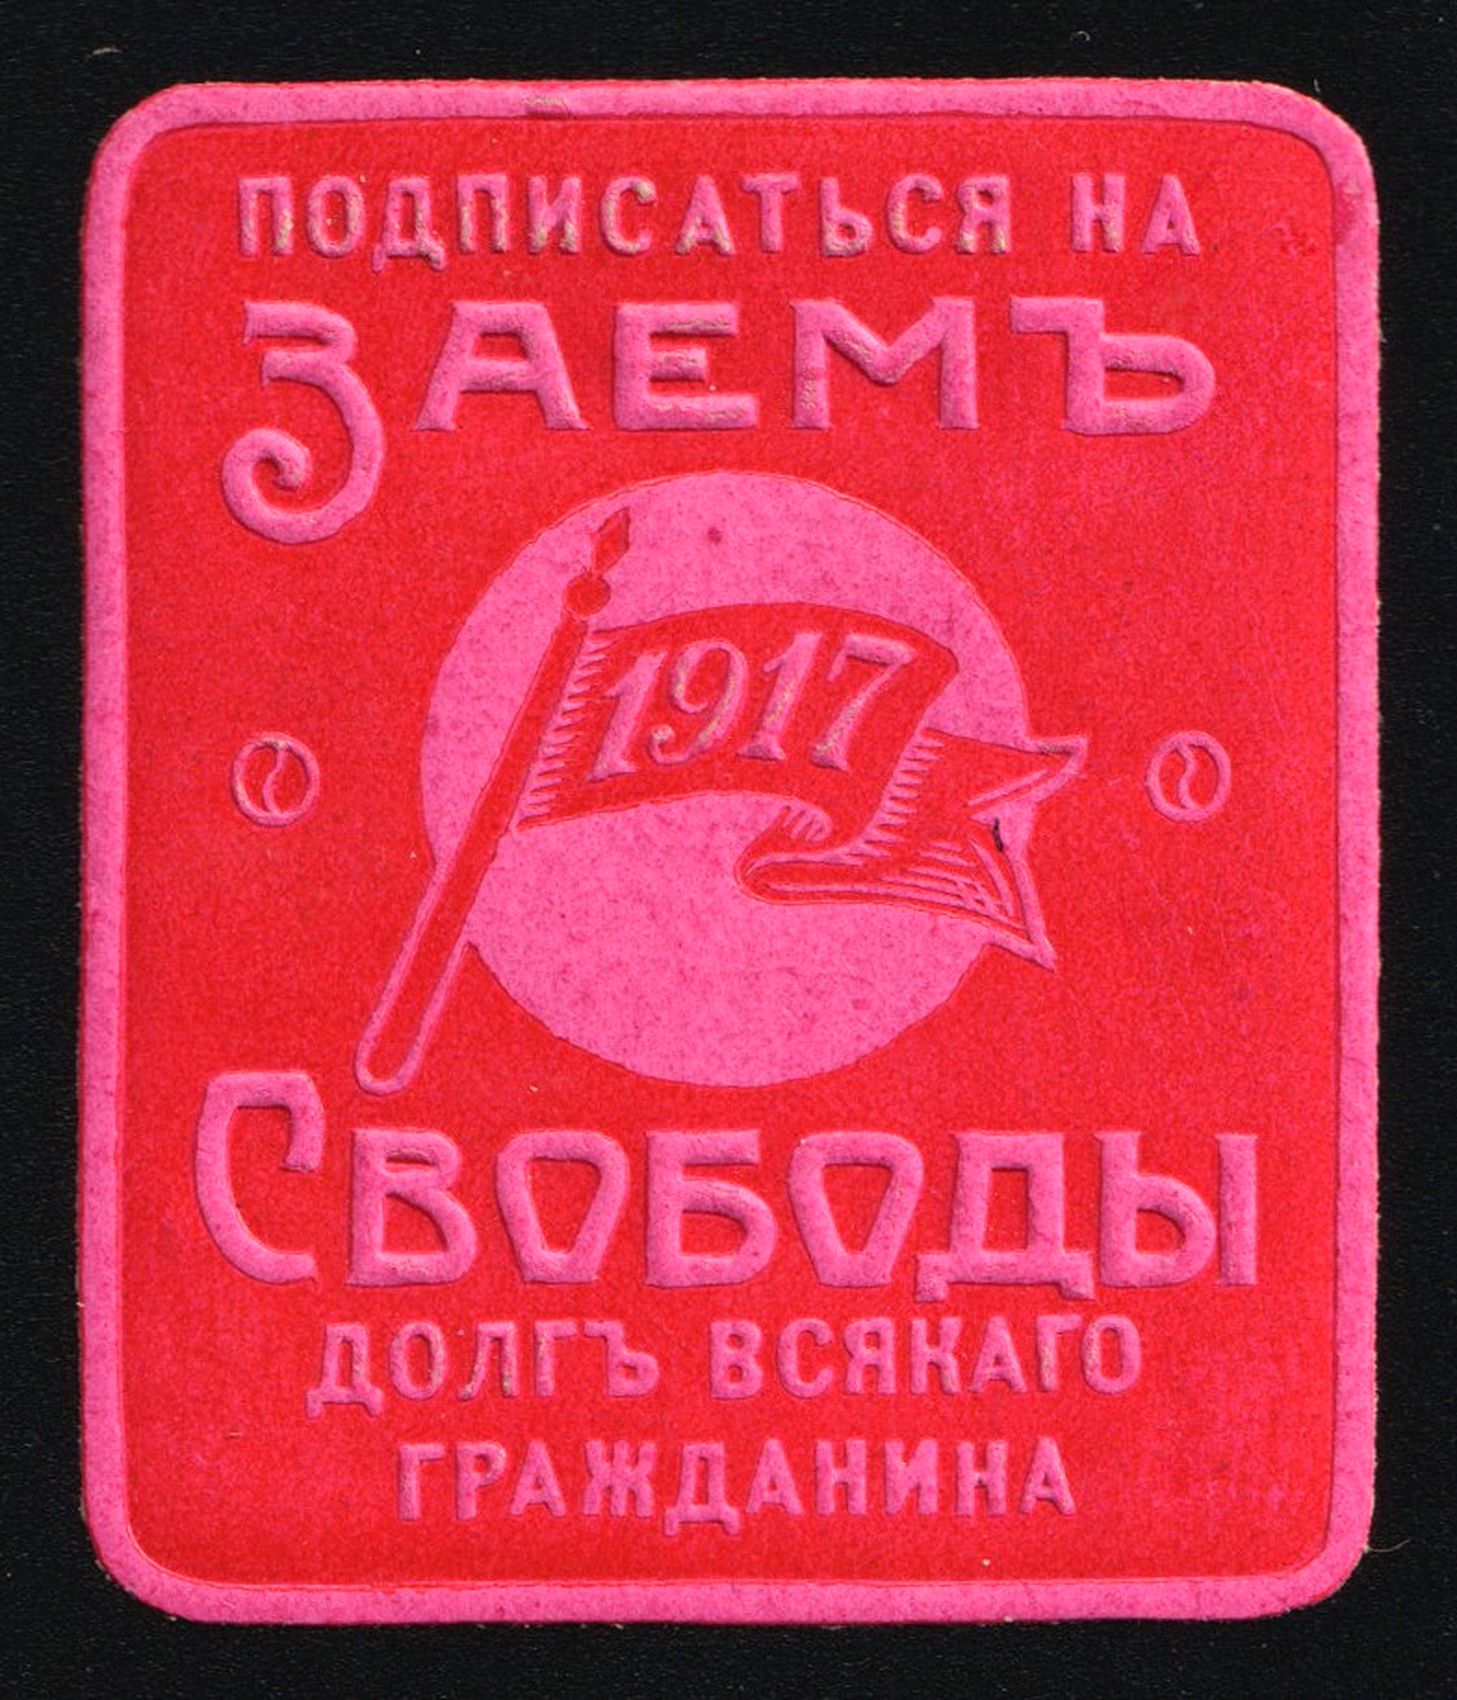 ПОДПИСАТЬСЯ НА
ЗАЕМЪ
1917
СВОБОДЫ
ДОЛГЪ ВСЯКАГО
ГРАЖДАНИНА